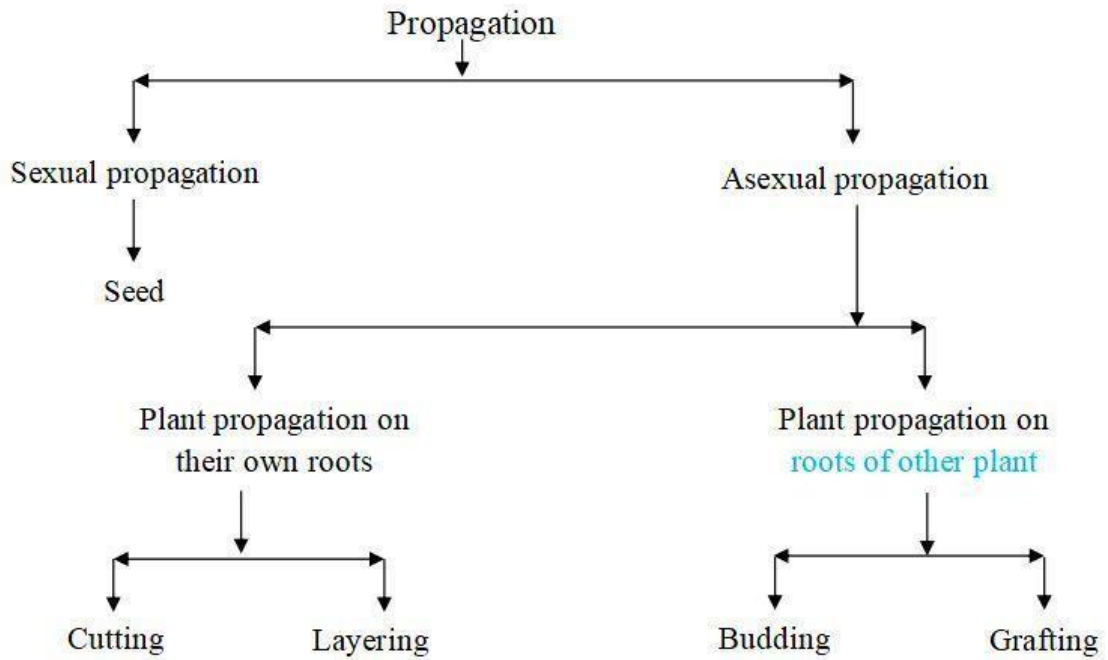 Propagation
Sexual propagation
Asexual propagation
Seed
Plant propagation on
their own roots
Plant propagation on
roots of other plant
Cutting
Layering
Budding
Grafting